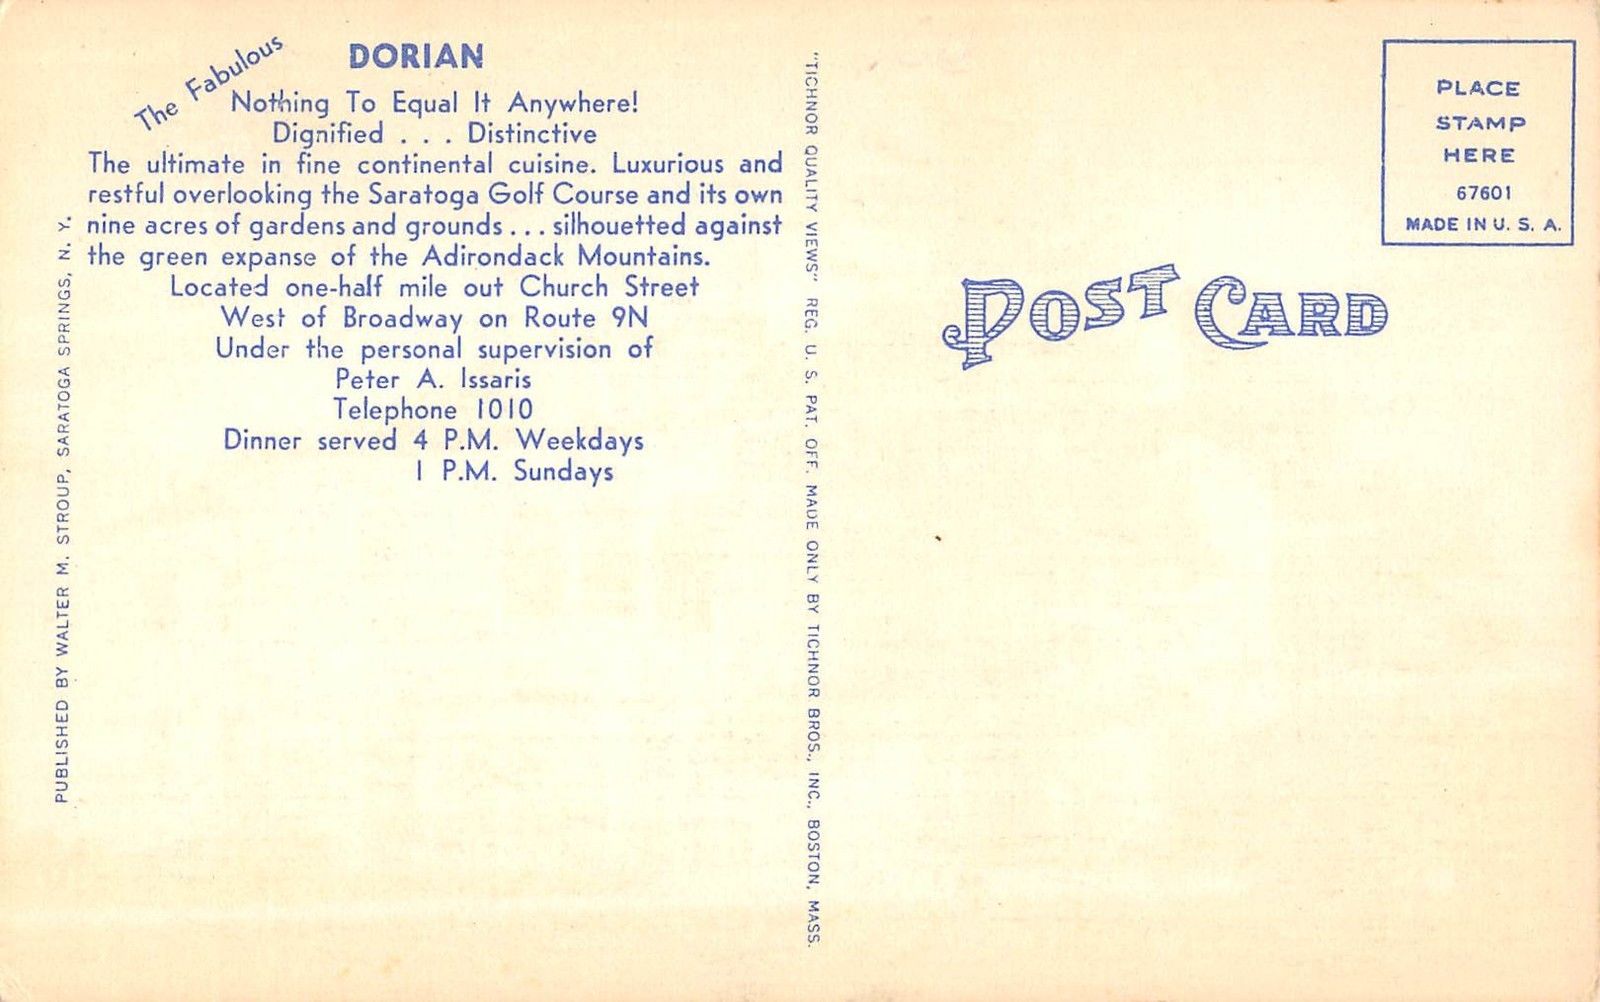 The Fabulous
DORIAN
Nothing To Equal It Anywhere!
Dignified . . . Distinctive
The ultimate in fine continental cuisine. Luxurious and
restful overlooking the Saratoga Golf Course and its own
nine acres of gardens and grounds . . . silhouetted against
the green expanse of the Adirondack Mountains.
Located one-half mile out Church Street
West of Broadway on Route 9N
Under the personal supervision of
Peter A. Issaris
Telephone 1010
Dinner served 4 P.M. Weekdays
1 P.M. Sundays
PUBLISHED BY WALTER M. STROUP, SARATOGA SPRINGS, N. Y.
"TICHNOR QUALITY VIEWS" REG. U. S. PAT. OFF. MADE ONLY BY TICHNOR BROS., INC., BOSTON, MASS.
POST CARD
PLACE
STAMP
HERE
67601
MADE IN U. S. A.